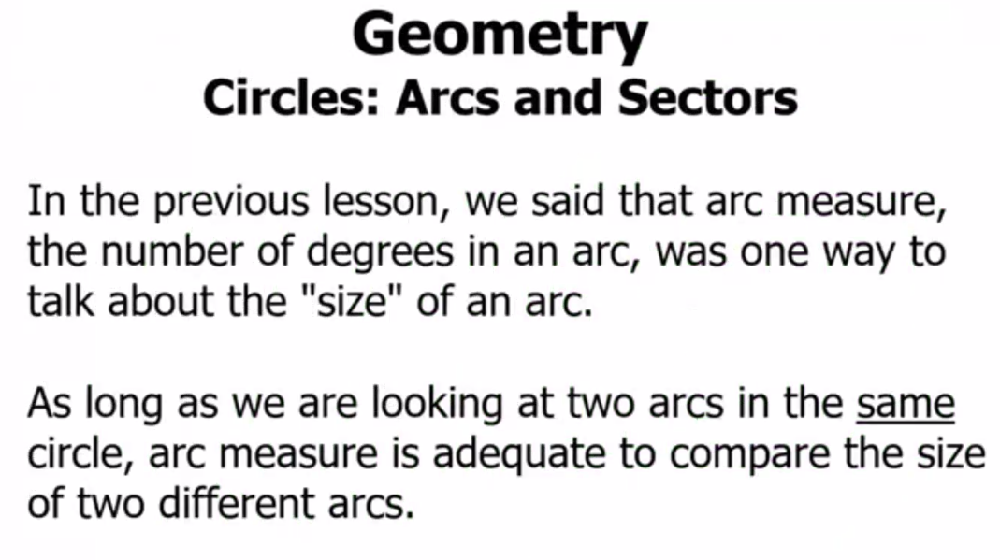 Geometry
Circles: Arcs and Sectors
In the previous lesson, we said that arc measure,
the number of degrees in an arc, was one way to
talk about the "size" of an arc.
As long as we are looking at two arcs in the same
circle, arc measure is adequate to compare the size
of two different arcs.